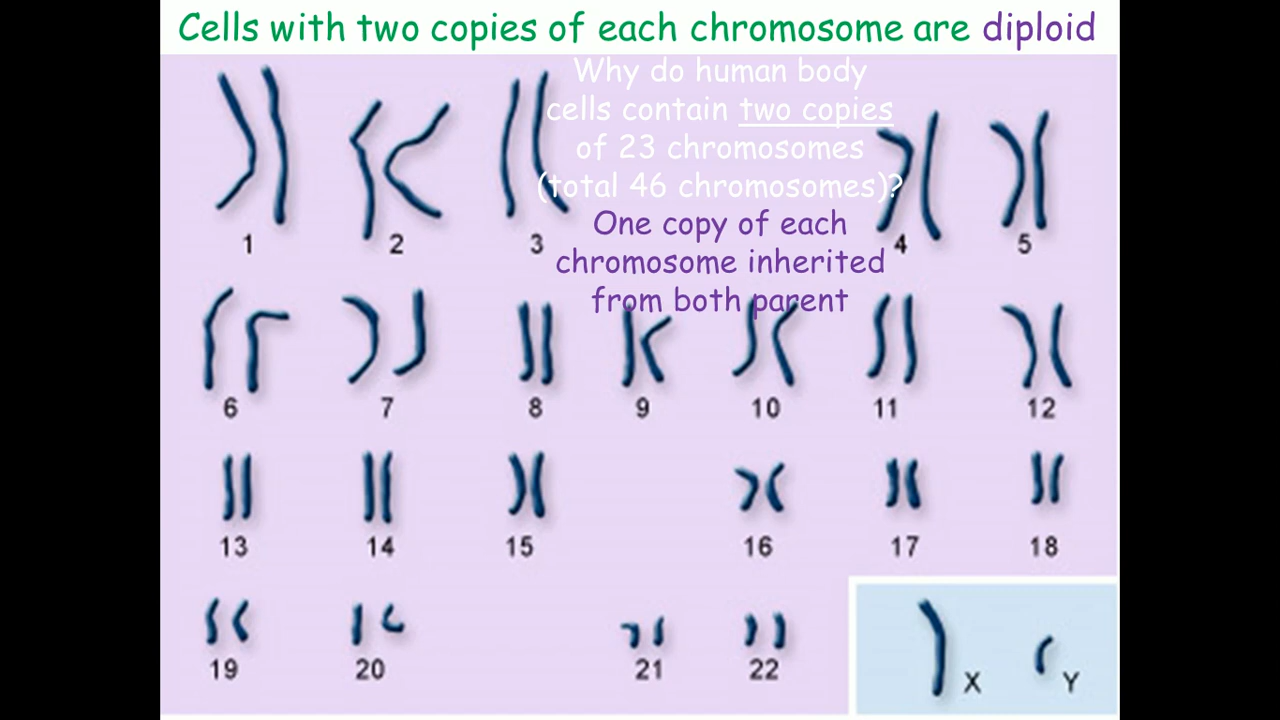 Cells with two copies of each chromosome are diploid
Why do human body
cells contain two copies
of 23 chromosomes
(total 46 chromosomes)?
One copy of each
chromosome inherited
from both parent
1 2 3 4 5
6 7 8 9 10 11 12
13 14 15 16 17 18
19 20 21 22 X Y